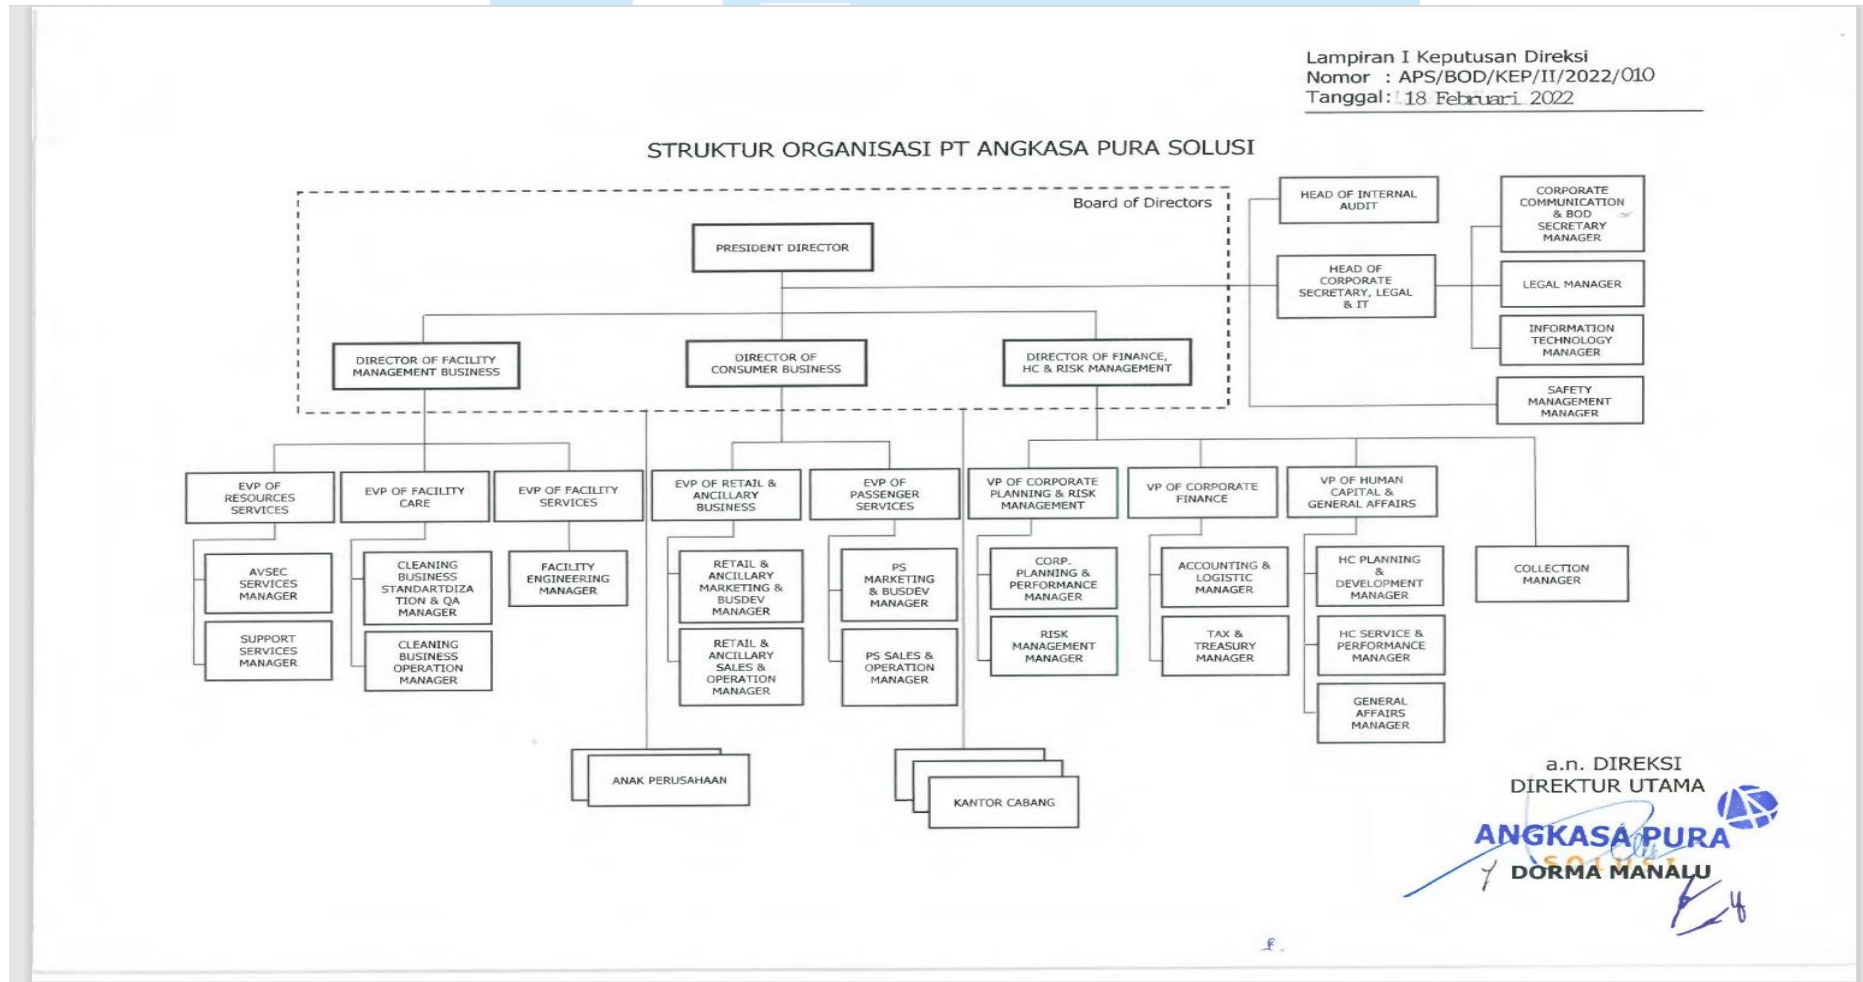 Lampiran I Keputusan Direksi
Nomor : APS/BOD/KEP/II/2022/010
Tanggal: 18 Februari 2022
STRUKTUR ORGANISASI PT ANGKASA PURA SOLUSI
Board of Directors
PRESIDENT DIRECTOR
HEAD OF INTERNAL
AUDIT
HEAD OF
CORPORATE
SECRETARY, LEGAL
& IT
CORPORATE
COMMUNICATION
& BOD
SECRETARY
MANAGER
LEGAL MANAGER
INFORMATION
TECHNOLOGY
MANAGER
SAFETY
MANAGEMENT
MANAGER
DIRECTOR OF FACILITY
MANAGEMENT BUSINESS
DIRECTOR OF
CONSUMER BUSINESS
DIRECTOR OF FINANCE,
HC & RISK MANAGEMENT
EVP OF
RESOURCES
SERVICES
EVP OF FACILITY
CARE
EVP OF FACILITY
SERVICES
EVP OF RETAIL &
ANCILLARY
BUSINESS
EVP OF
PASSENGER
SERVICES
VP OF CORPORATE
PLANNING & RISK
MANAGEMENT
VP OF CORPORATE
FINANCE
VP OF HUMAN
CAPITAL &
GENERAL AFFAIRS
AVSEC
SERVICES
MANAGER
SUPPORT
SERVICES
MANAGER
CLEANING
BUSINESS
STANDARTDIZA
TION & QA
MANAGER
CLEANING
BUSINESS
OPERATION
MANAGER
FACILITY
ENGINEERING
MANAGER
RETAIL &
ANCILLARY
MARKETING &
BUSDEV
MANAGER
RETAIL &
ANCILLARY
SALES &
OPERATION
MANAGER
PS
MARKETING
& BUSDEV
MANAGER
PS SALES &
OPERATION
MANAGER
CORP.
PLANNING &
PERFORMANCE
MANAGER
RISK
MANAGEMENT
MANAGER
ACCOUNTING &
LOGISTIC
MANAGER
TAX &
TREASURY
MANAGER
HC PLANNING
&
DEVELOPMENT
MANAGER
HC SERVICE &
PERFORMANCE
MANAGER
GENERAL
AFFAIRS
MANAGER
COLLECTION
MANAGER
ANAK PERUSAHAAN
KANTOR CABANG
a.n. DIREKSI
DIREKTUR UTAMA
ANGKASA PURA
SOLUSI
DORMA MANALU